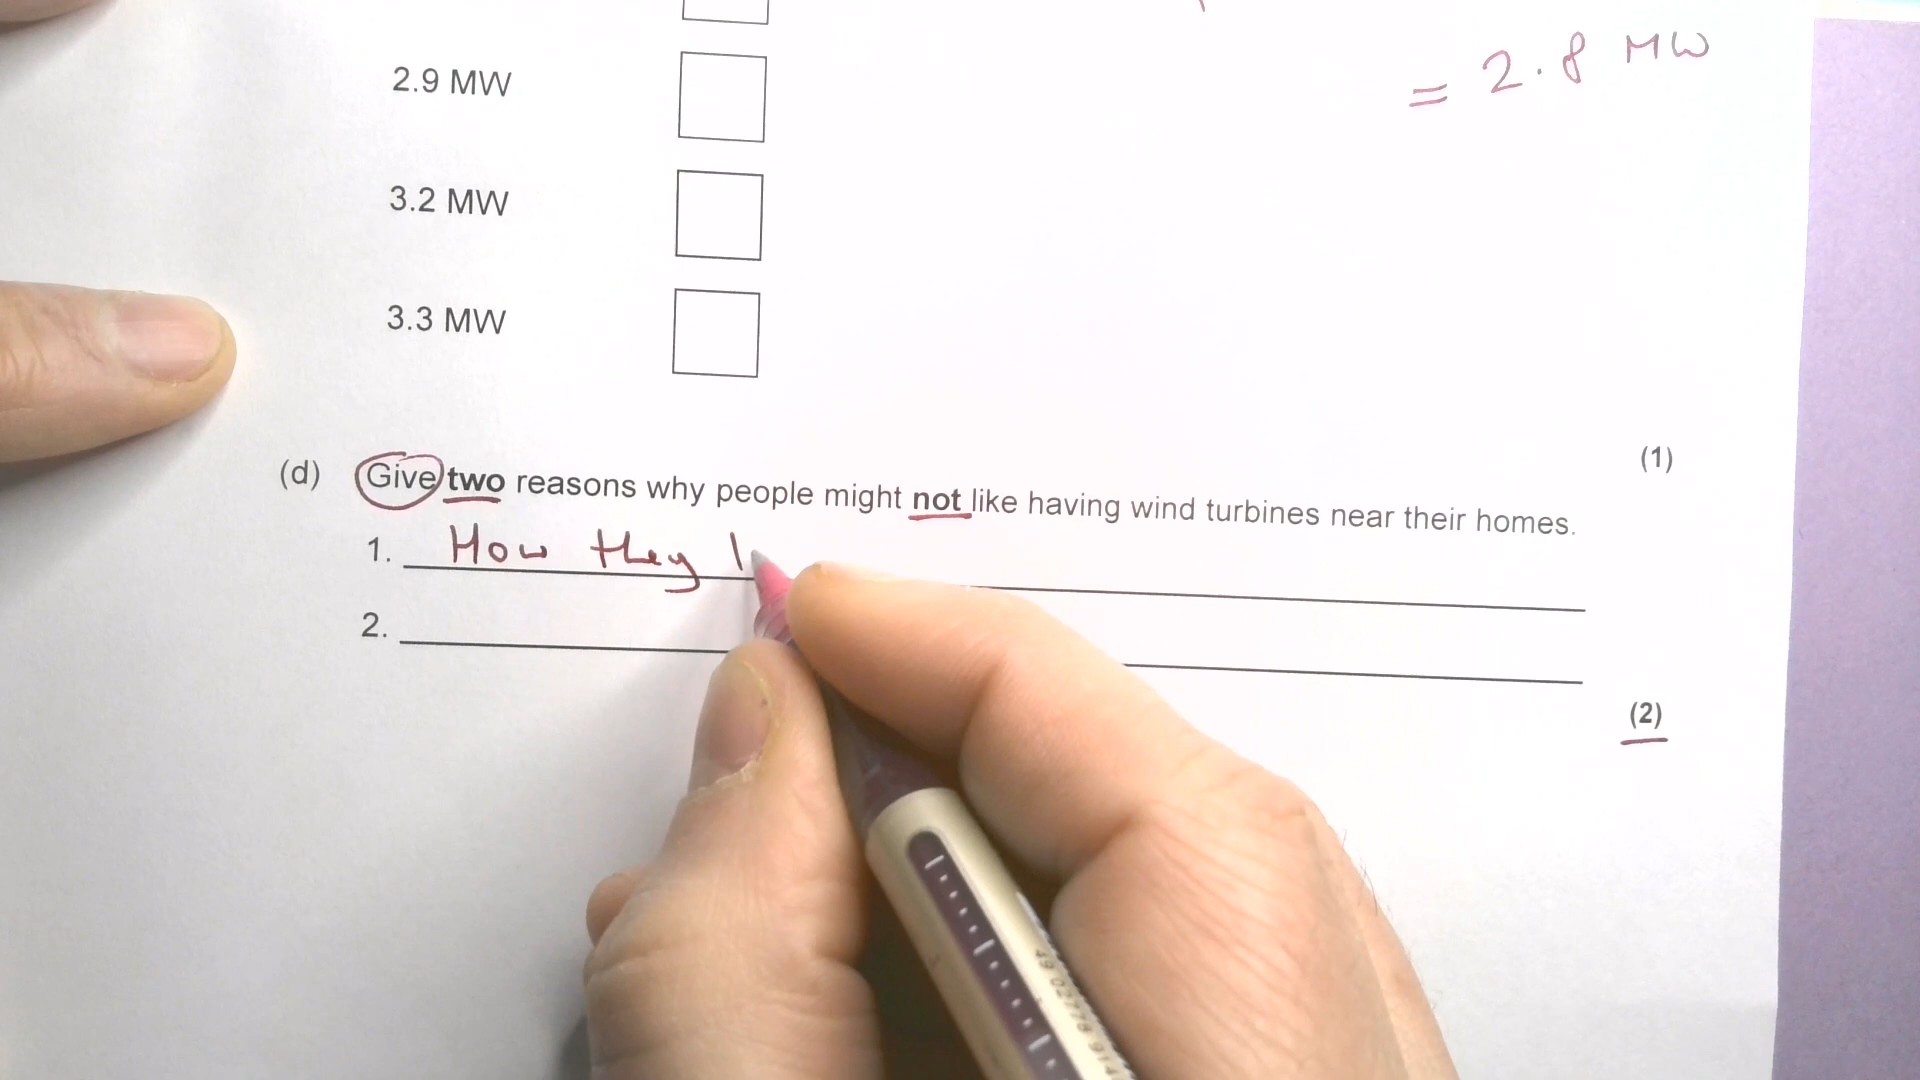 = 2.8 MW
2.9 MW
3.2 MW
3.3 MW
(1)
(d) Give two reasons why people might not like having wind turbines near their homes.
1. How they l
2.
(2)